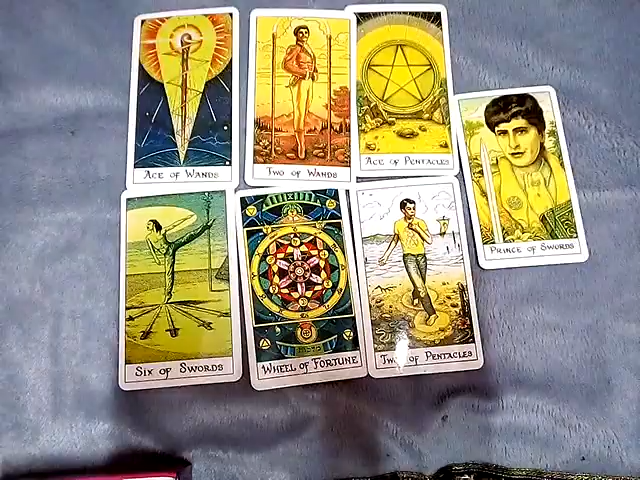 Ace of Wands
Two of Wands
Ace of Pentacles
Prince of Swords
Six of Swords
Wheel of Fortune
Two of Pentacles